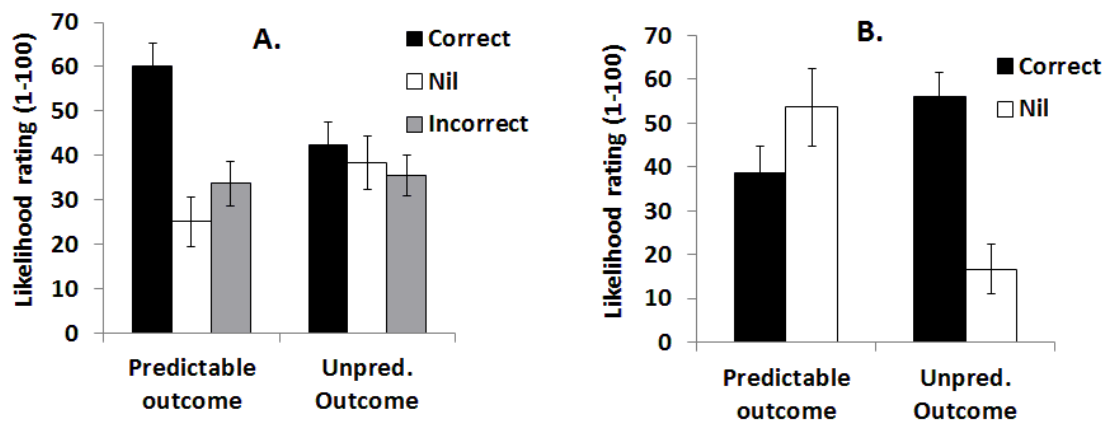 A.
Likelihood rating (1-100)
70
60
50
40
30
20
10
0
Correct
Nil
Incorrect
Predictable
outcome
Unpred.
Outcome
B.
Likelihood rating (1-100)
70
60
50
40
30
20
10
0
Correct
Nil
Predictable
outcome
Unpred.
Outcome